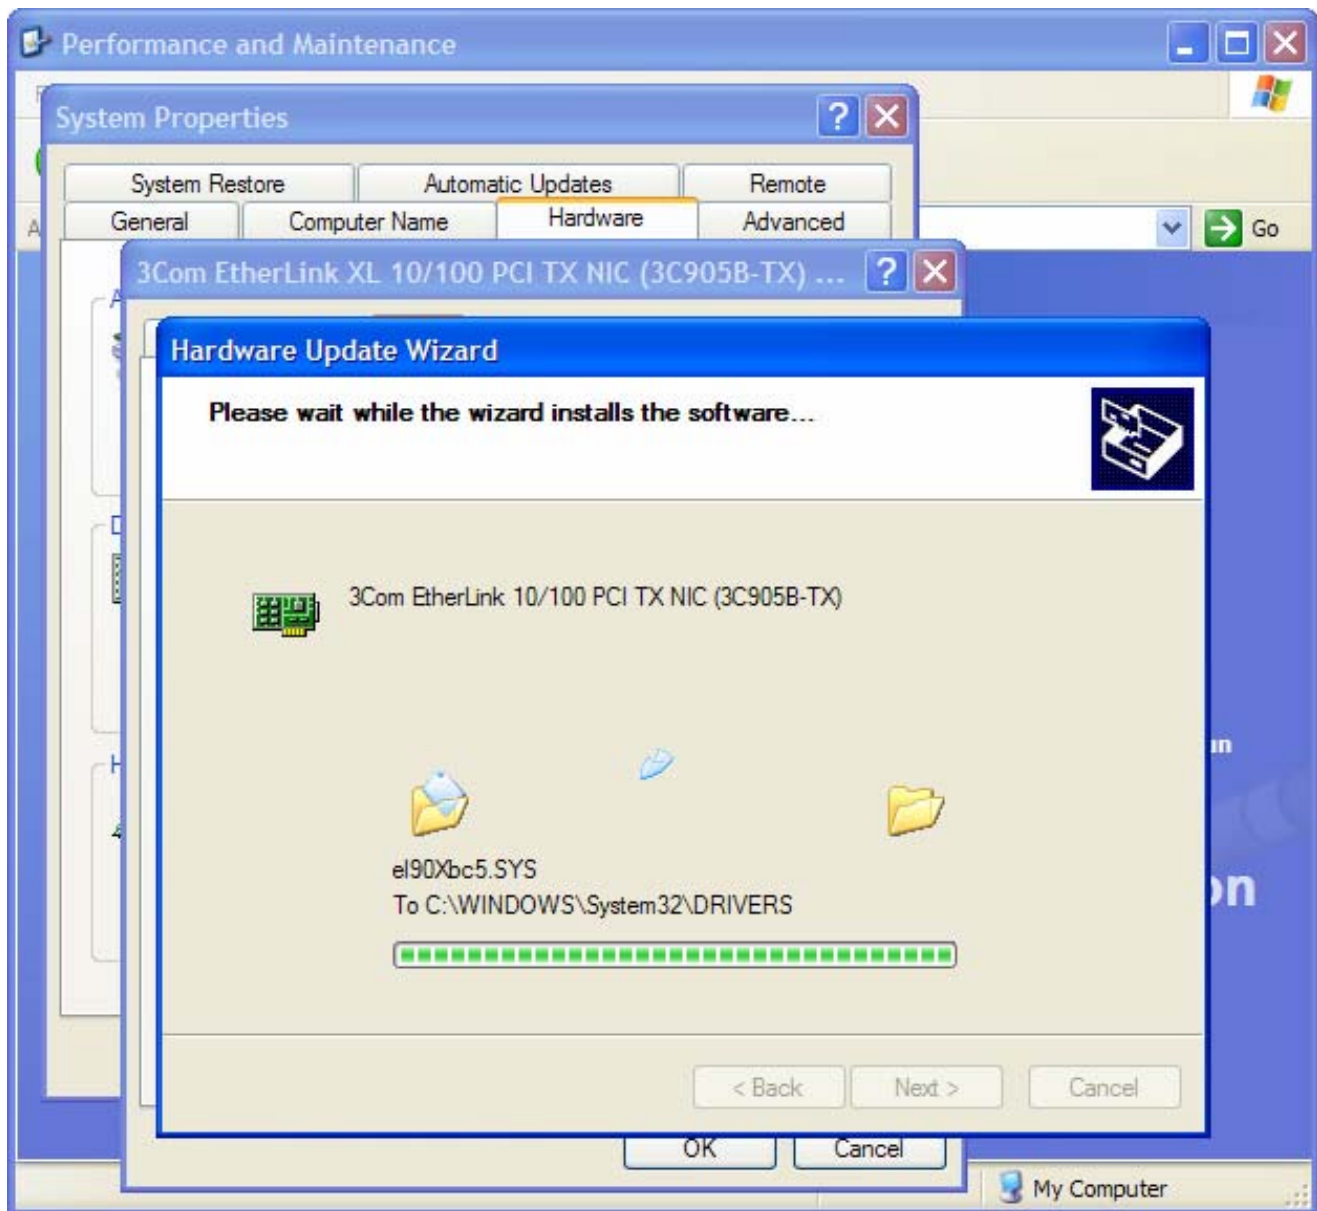 Performance and Maintenance
System Properties
System Restore
Automatic Updates
Remote
General
Computer Name
Hardware
Advanced
Go
3Com EtherLink XL 10/100 PCI TX NIC (3C905B-TX) ...
Hardware Update Wizard
Please wait while the wizard installs the software...
3Com EtherLink 10/100 PCI TX NIC (3C905B-TX)
el90Xbc5.SYS
To C:\WINDOWS\System32\DRIVERS
< Back
Next >
Cancel
OK
Cancel
My Computer